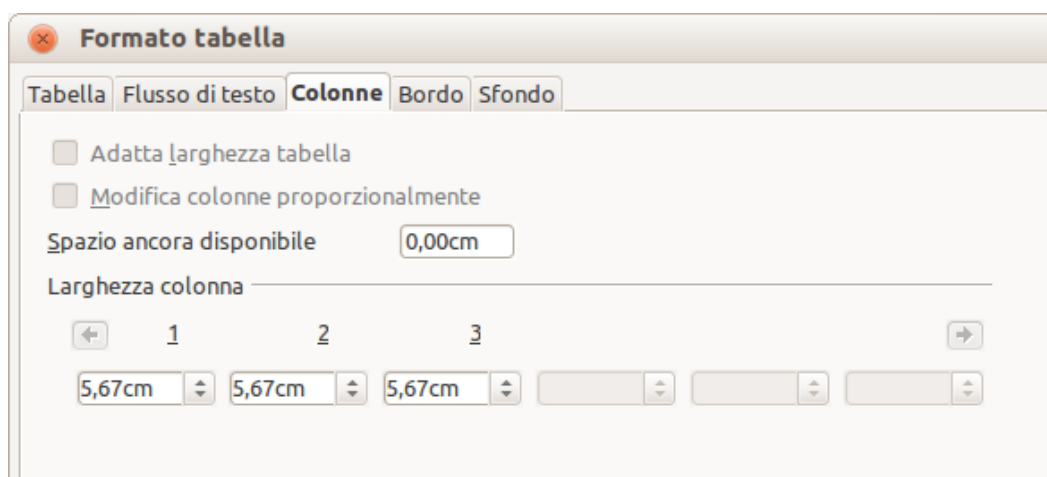 Formato tabella
Tabella Flusso di testo Colonne Bordo Sfondo
Adatta larghezza tabella
Modifica colonne proporzionalmente
Spazio ancora disponibile 0,00cm
Larghezza colonna
1 2 3
5,67cm 5,67cm 5,67cm